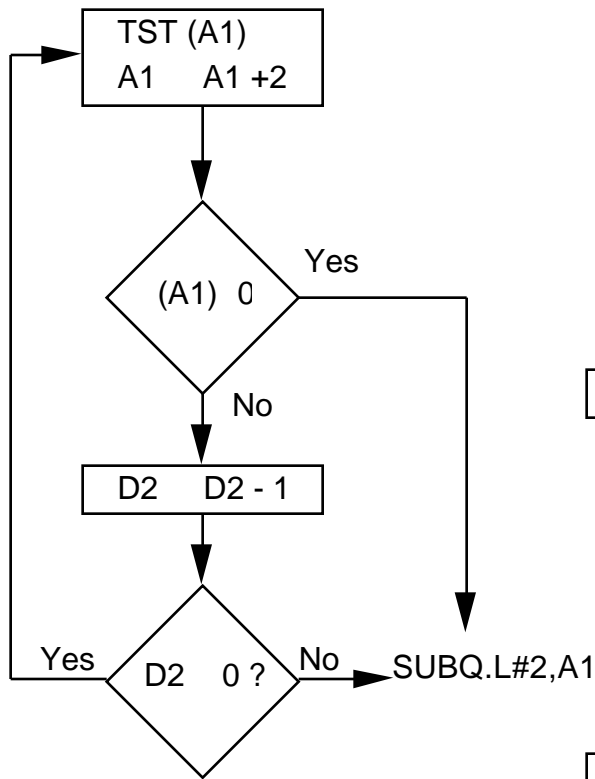 TST (A1)
A1 A1 +2
Yes
(A1) 0
No
D2 D2 - 1
Yes
D2 0 ?
No
SUBQ.L#2,A1